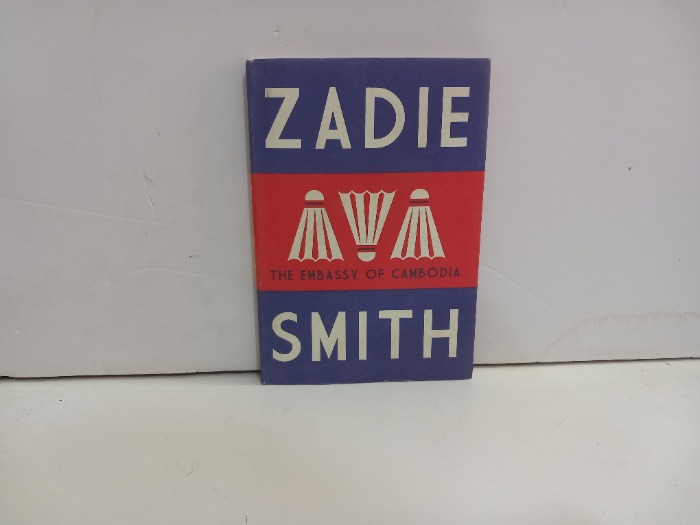 ZADIE
THE EMBASSY OF CAMBODIA
SMITH